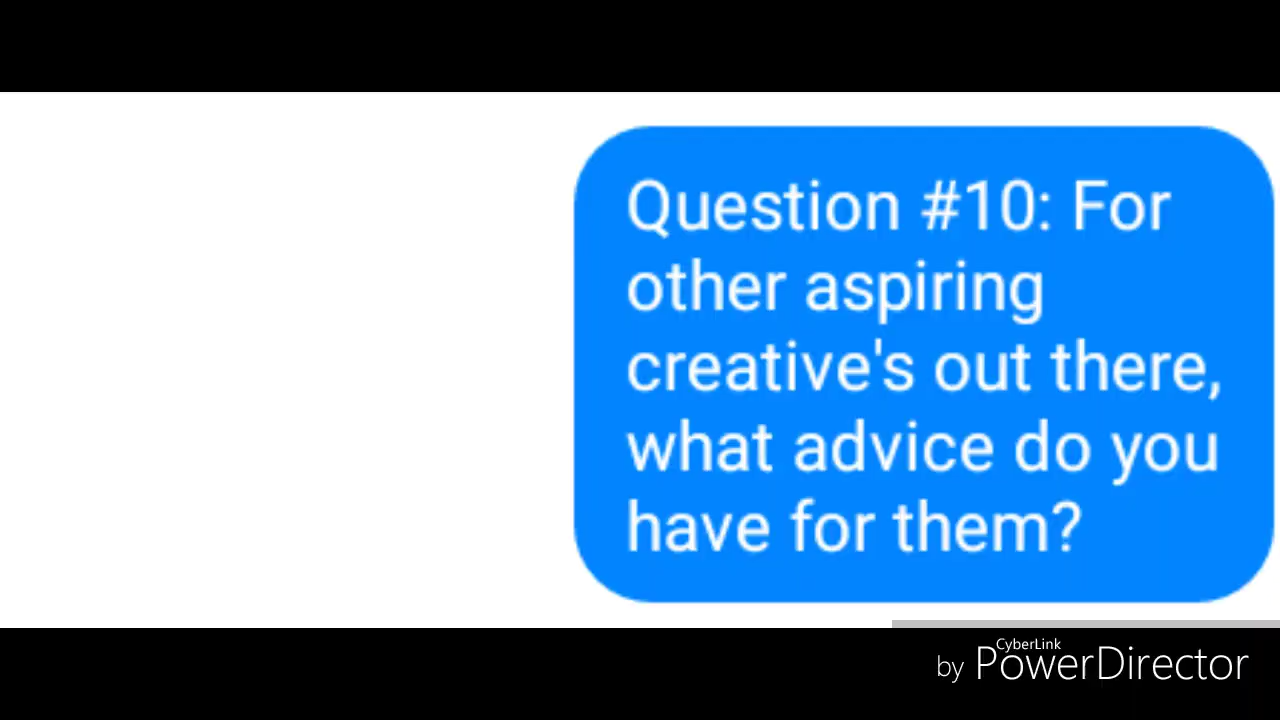 Question #10: For
other aspiring
creative's out there,
what advice do you
have for them?
CyberLink
by PowerDirector